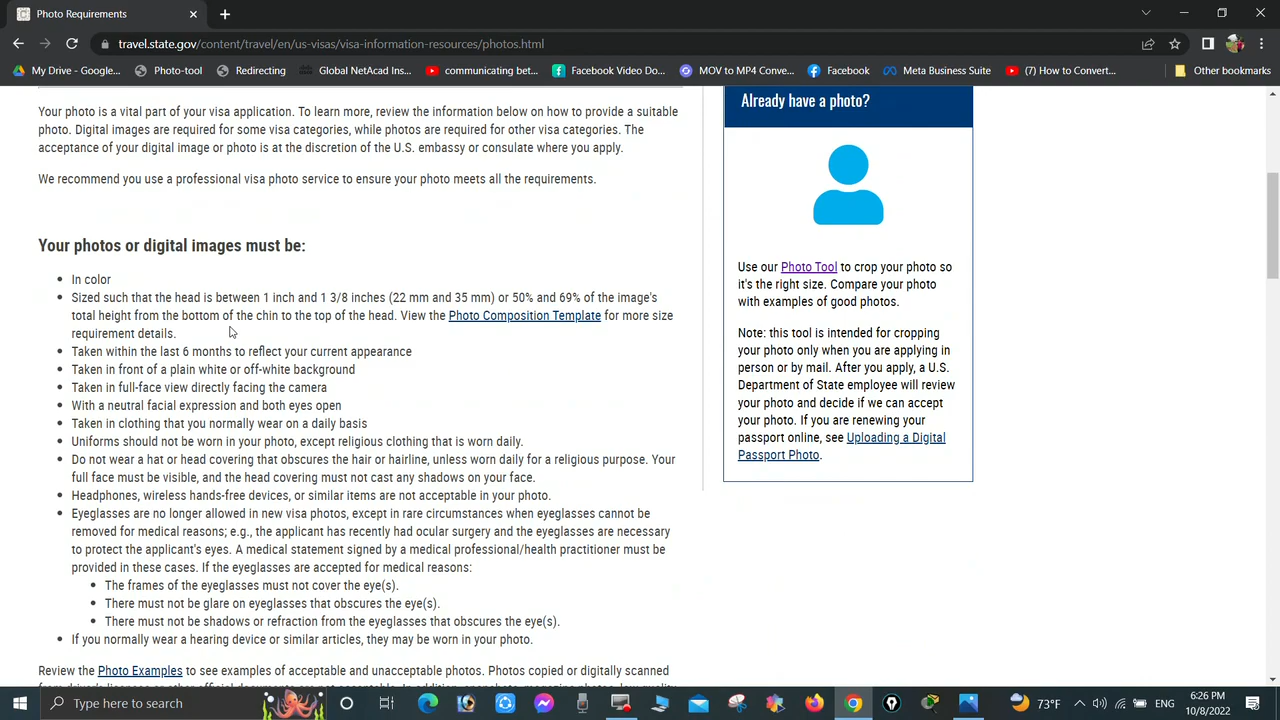 Photo Requirements
travel.state.gov/content/travel/en/us-visas/visa-information-resources/photos.html
My Drive - Google... Photo-tool Redirecting Global NetAcad Ins... communicating bet... Facebook Video Do... MOV to MP4 Conve... Facebook Meta Business Suite (7) How to Convert... Other bookmarks
Your photo is a vital part of your visa application. To learn more, review the information below on how to provide a suitable
photo. Digital images are required for some visa categories, while photos are required for other visa categories. The
acceptance of your digital image or photo is at the discretion of the U.S. embassy or consulate where you apply.
We recommend you use a professional visa photo service to ensure your photo meets all the requirements.
Your photos or digital images must be:
In color
Sized such that the head is between 1 inch and 1 3/8 inches (22 mm and 35 mm) or 50% and 69% of the image's
total height from the bottom of the chin to the top of the head. View the Photo Composition Template for more size
requirement details.
Taken within the last 6 months to reflect your current appearance
Taken in front of a plain white or off-white background
Taken in full-face view directly facing the camera
With a neutral facial expression and both eyes open
Taken in clothing that you normally wear on a daily basis
Uniforms should not be worn in your photo, except religious clothing that is worn daily.
Do not wear a hat or head covering that obscures the hair or hairline, unless worn daily for a religious purpose. Your
full face must be visible, and the head covering must not cast any shadows on your face.
Headphones, wireless hands-free devices, or similar items are not acceptable in your photo.
Eyeglasses are no longer allowed in new visa photos, except in rare circumstances when eyeglasses cannot be
removed for medical reasons; e.g., the applicant has recently had ocular surgery and the eyeglasses are necessary
to protect the applicant's eyes. A medical statement signed by a medical professional/health practitioner must be
provided in these cases. If the eyeglasses are accepted for medical reasons:
The frames of the eyeglasses must not cover the eye(s).
There must not be glare on eyeglasses that obscures the eye(s).
There must not be shadows or refraction from the eyeglasses that obscures the eye(s).
If you normally wear a hearing device or similar articles, they may be worn in your photo.
Review the Photo Examples to see examples of acceptable and unacceptable photos. Photos copied or digitally scanned
Already have a photo?
Use our Photo Tool to crop your photo so
it's the right size. Compare your photo
with examples of good photos.
Note: this tool is intended for cropping
your photo only when you are applying in
person or by mail. After you apply, a U.S.
Department of State employee will review
your photo and decide if we can accept
your photo. If you are renewing your
passport online, see Uploading a Digital
Passport Photo.
Type here to search
73°F
ENG
6:26 PM
10/8/2022